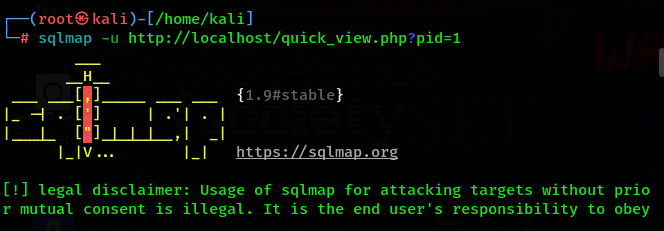 ┌──(root㉿kali)-[/home/kali]
└─# sqlmap -u http://localhost/quick_view.php?pid=1
        ___
       __H__
 ___ ___[,]_____ ___ ___  {1.9#stable}
|_ -| . [']     | .'| . |
|___|_  ["]_|_|_|__,|  _|
      |_|V...       |_|   https://sqlmap.org
[!] legal disclaimer: Usage of sqlmap for attacking targets without prio
r mutual consent is illegal. It is the end user's responsibility to obey